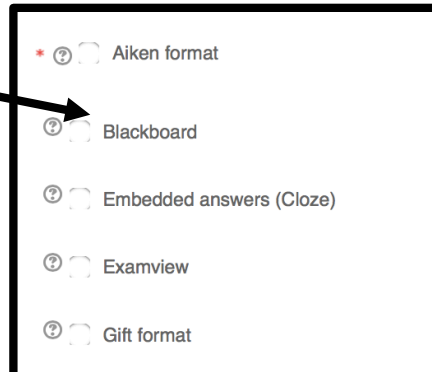 * Aiken format
Blackboard
Embedded answers (Cloze)
Examview
Gift format